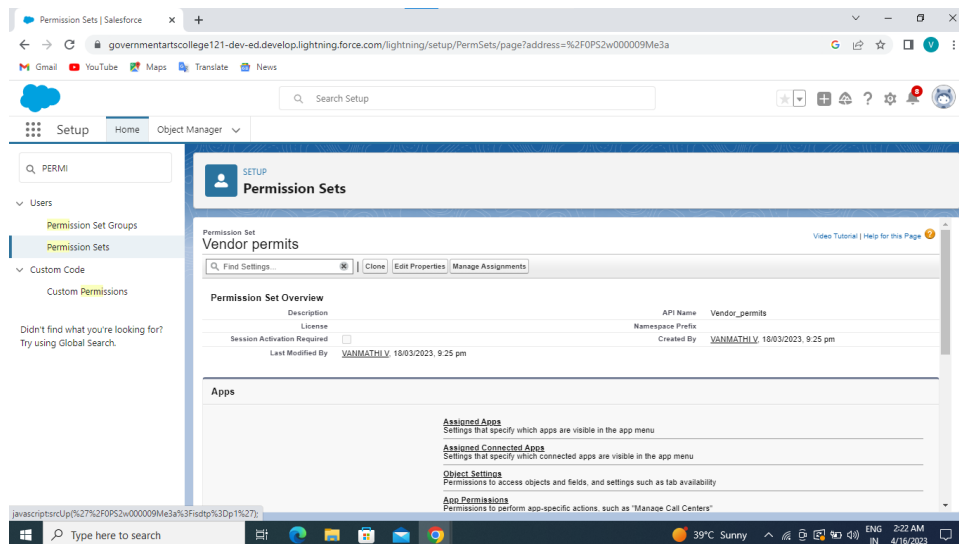 Permission Sets | Salesforce
governmentartscollege121-dev-ed.develop.lightning.force.com/lightning/setup/PermSets/page?address=%2F0PS2w000009Me3a
G
V
Gmail YouTube Maps Translate News
Search Setup
8
Setup Home Object Manager
PERMI
Users
Permission Set Groups
Permission Sets
Custom Code
Custom Permissions
Didn't find what you're looking for?
Try using Global Search.
SETUP
Permission Sets
Permission Set
Vendor permits
Video Tutorial | Help for this Page
Find Settings... Clone Edit Properties Manage Assignments
Permission Set Overview
Description API Name Vendor_permits
License Namespace Prefix
Session Activation Required Created By VANMATHI V, 18/03/2023, 9:25 pm
Last Modified By VANMATHI V, 18/03/2023, 9:25 pm
Apps
Assigned Apps
Settings that specify which apps are visible in the app menu
Assigned Connected Apps
Settings that specify which connected apps are visible in the app menu
Object Settings
Permissions to access objects and fields, and settings such as tab availability
App Permissions
Permissions to perform app-specific actions, such as "Manage Call Centers"
javascript:srcUp(%27%2F0PS2w000009Me3a%3Fisdtp%3Dp1%27);
Type here to search
39°C Sunny
ENG
IN
2:22 AM
4/16/2023